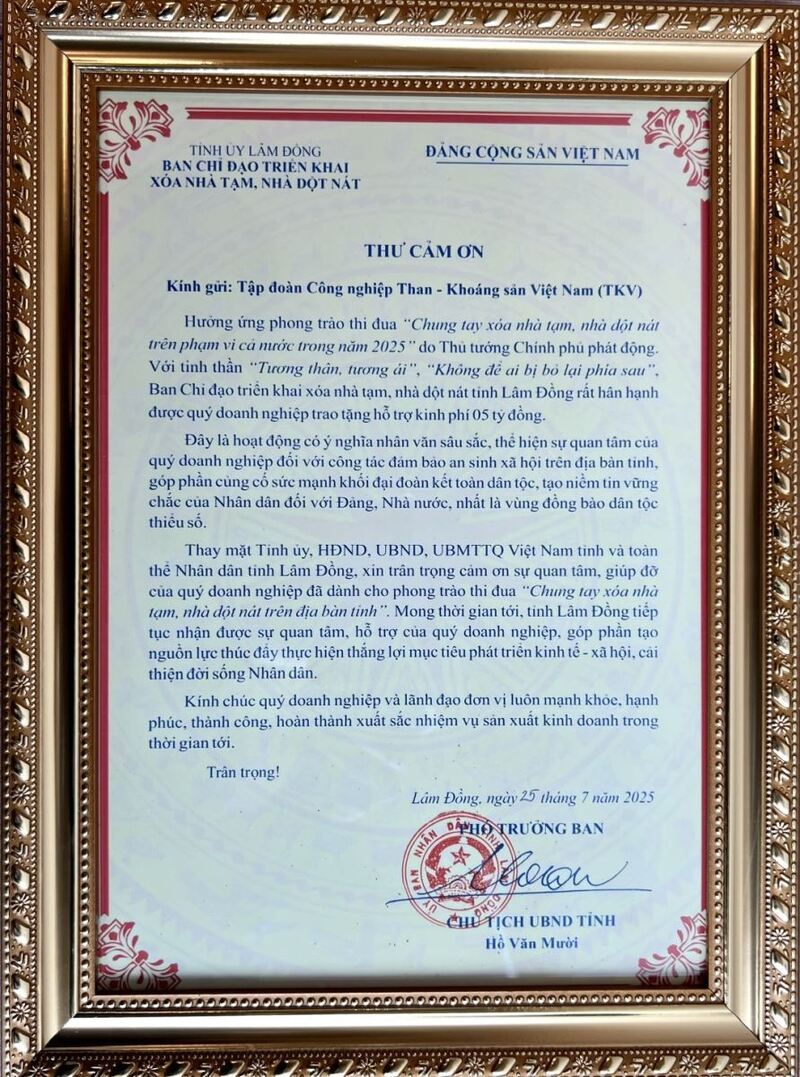 TỈNH ỦY LÂM ĐỒNG
BAN CHỈ ĐẠO TRIỂN KHAI
XÓA NHÀ TẠM, NHÀ DỘT NÁT
ĐẢNG CỘNG SẢN VIỆT NAM
THƯ CẢM ƠN
Kính gửi: Tập đoàn Công nghiệp Than - Khoáng sản Việt Nam (TKV)
Hưởng ứng phong trào thi đua “Chung tay xóa nhà tạm, nhà dột nát
trên phạm vi cả nước trong năm 2025” do Thủ tướng Chính phủ phát động.
Với tinh thần “Tương thân, tương ái”, “Không để ai bị bỏ lại phía sau”,
Ban Chỉ đạo triển khai xóa nhà tạm, nhà dột nát tỉnh Lâm Đồng rất hân hạnh
được quý doanh nghiệp trao tặng hỗ trợ kinh phí 05 tỷ đồng.
Đây là hoạt động có ý nghĩa nhân văn sâu sắc, thể hiện sự quan tâm của
quý doanh nghiệp đối với công tác đảm bảo an sinh xã hội trên địa bàn tỉnh,
góp phần củng cố sức mạnh khối đại đoàn kết toàn dân tộc, tạo niềm tin vững
chắc của Nhân dân đối với Đảng, Nhà nước, nhất là vùng đồng bào dân tộc
thiểu số.
Thay mặt Tỉnh ủy, HĐND, UBND, UBMTTQ Việt Nam tỉnh và toàn
thể Nhân dân tỉnh Lâm Đồng, xin trân trọng cảm ơn sự quan tâm, giúp đỡ
của quý doanh nghiệp đã dành cho phong trào thi đua “Chung tay xóa nhà
tạm, nhà dột nát trên địa bàn tỉnh”. Mong thời gian tới, tỉnh Lâm Đồng tiếp
tục nhận được sự quan tâm, hỗ trợ của quý doanh nghiệp, góp phần tạo
nguồn lực thúc đẩy thực hiện thắng lợi mục tiêu phát triển kinh tế - xã hội, cải
thiện đời sống Nhân dân.
Kính chúc quý doanh nghiệp và lãnh đạo đơn vị luôn mạnh khỏe, hạnh
phúc, thành công, hoàn thành xuất sắc nhiệm vụ sản xuất kinh doanh trong
thời gian tới.
Trân trọng!
Lâm Đồng, ngày 25 tháng 7 năm 2025
PHÓ TRƯỞNG BAN
ỦY BAN NHÂN DÂN TỈNH
CHỦ TỊCH UBND TỈNH
Hồ Văn Mười